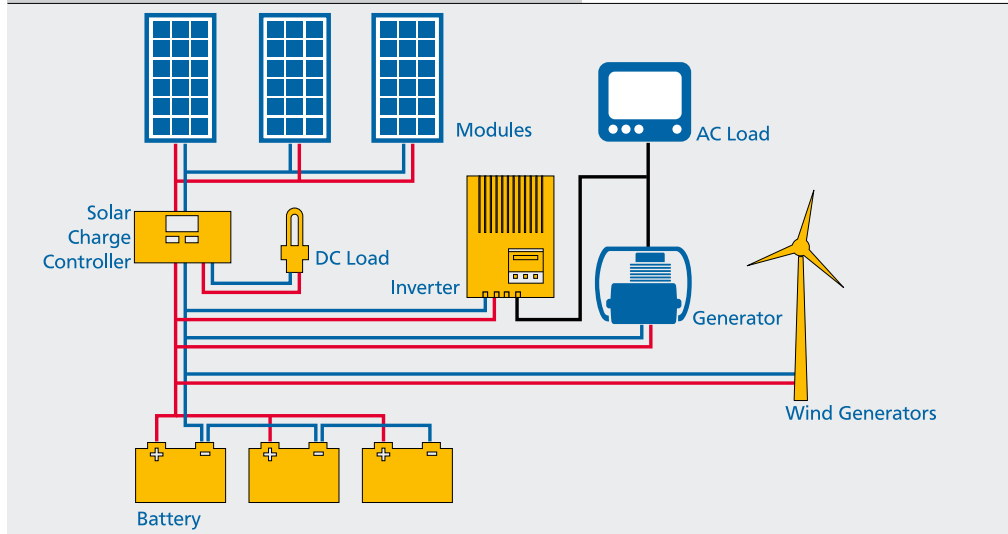 Modules
AC Load
Solar
Charge
Controller
DC Load
Inverter
Generator
Wind Generators
Battery